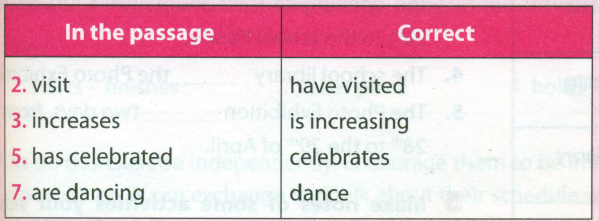 In the passage Correct
2. visit have visited
3. increases is increasing
5. has celebrated celebrates
7. are dancing dance